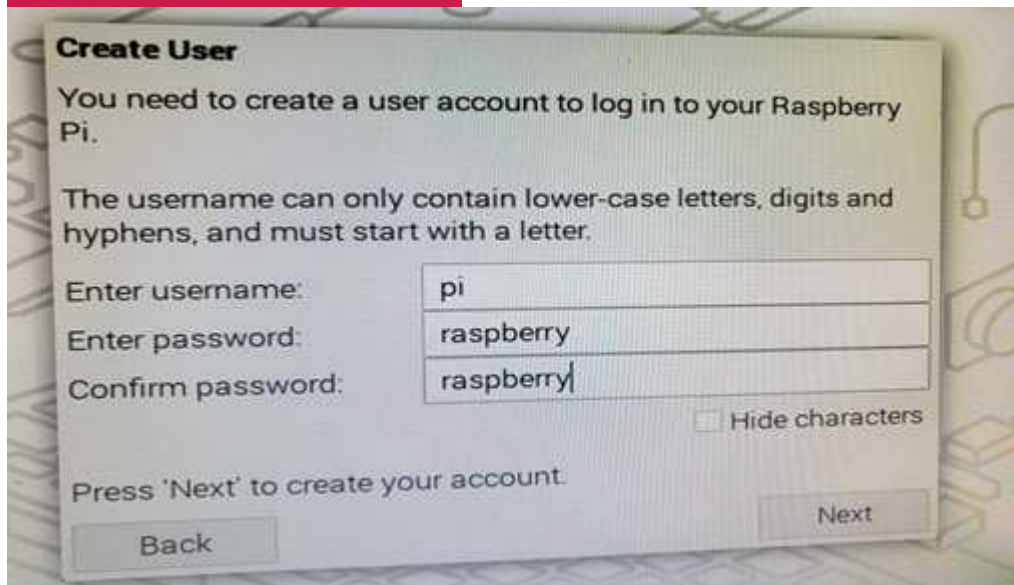 Create User
You need to create a user account to log in to your Raspberry
Pi.
The username can only contain lower-case letters, digits and
hyphens, and must start with a letter.
Enter username: pi
Enter password: raspberry
Confirm password: raspberry
Hide characters
Press 'Next' to create your account.
Back Next